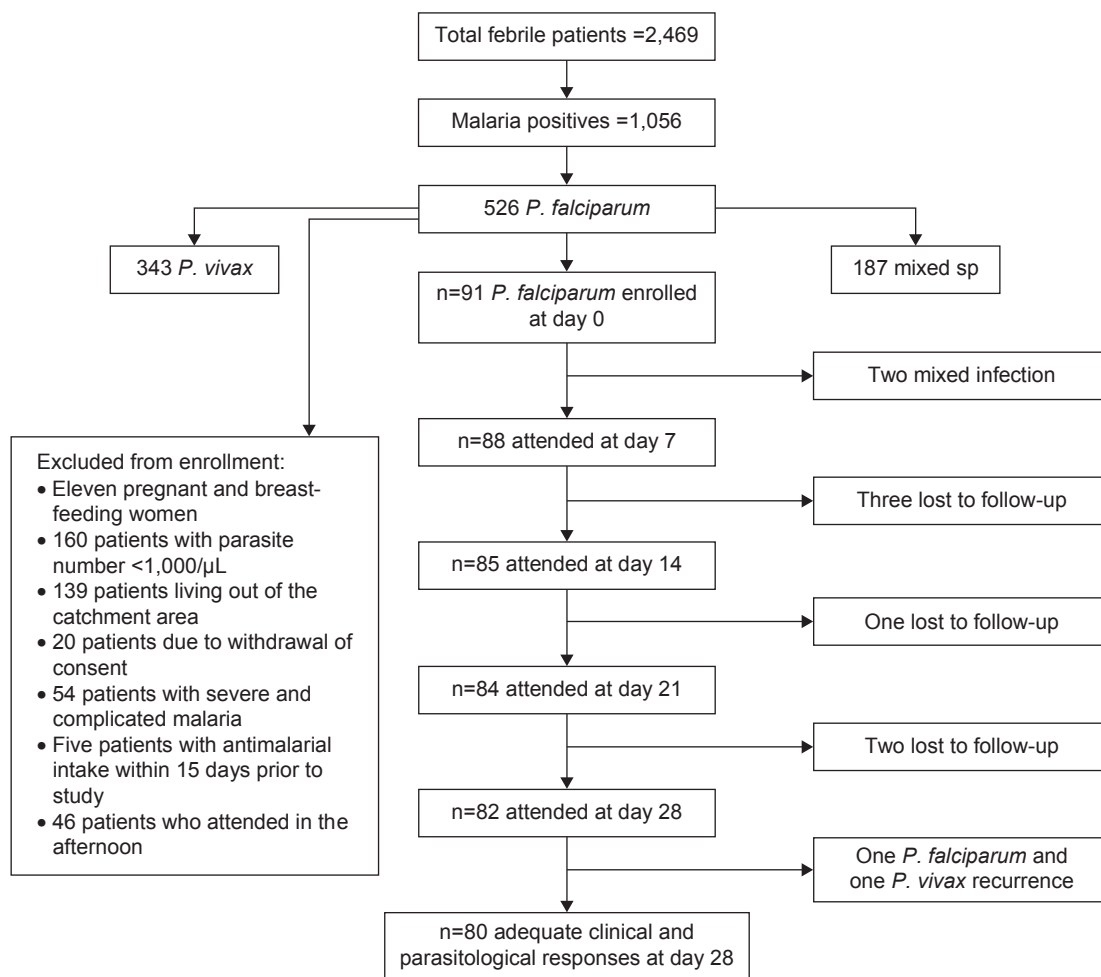 Total febrile patients =2,469
Malaria positives =1,056
526 P. falciparum
343 P. vivax
187 mixed sp
n=91 P. falciparum enrolled
at day 0
Two mixed infection
n=88 attended at day 7
Excluded from enrollment:
• Eleven pregnant and breast-
feeding women
• 160 patients with parasite
number <1,000/µL
• 139 patients living out of the
catchment area
• 20 patients due to withdrawal of
consent
• 54 patients with severe and
complicated malaria
• Five patients with antimalarial
intake within 15 days prior to
study
• 46 patients who attended in the
afternoon
Three lost to follow-up
n=85 attended at day 14
One lost to follow-up
n=84 attended at day 21
Two lost to follow-up
n=82 attended at day 28
One P. falciparum and
one P. vivax recurrence
n=80 adequate clinical and
parasitological responses at day 28